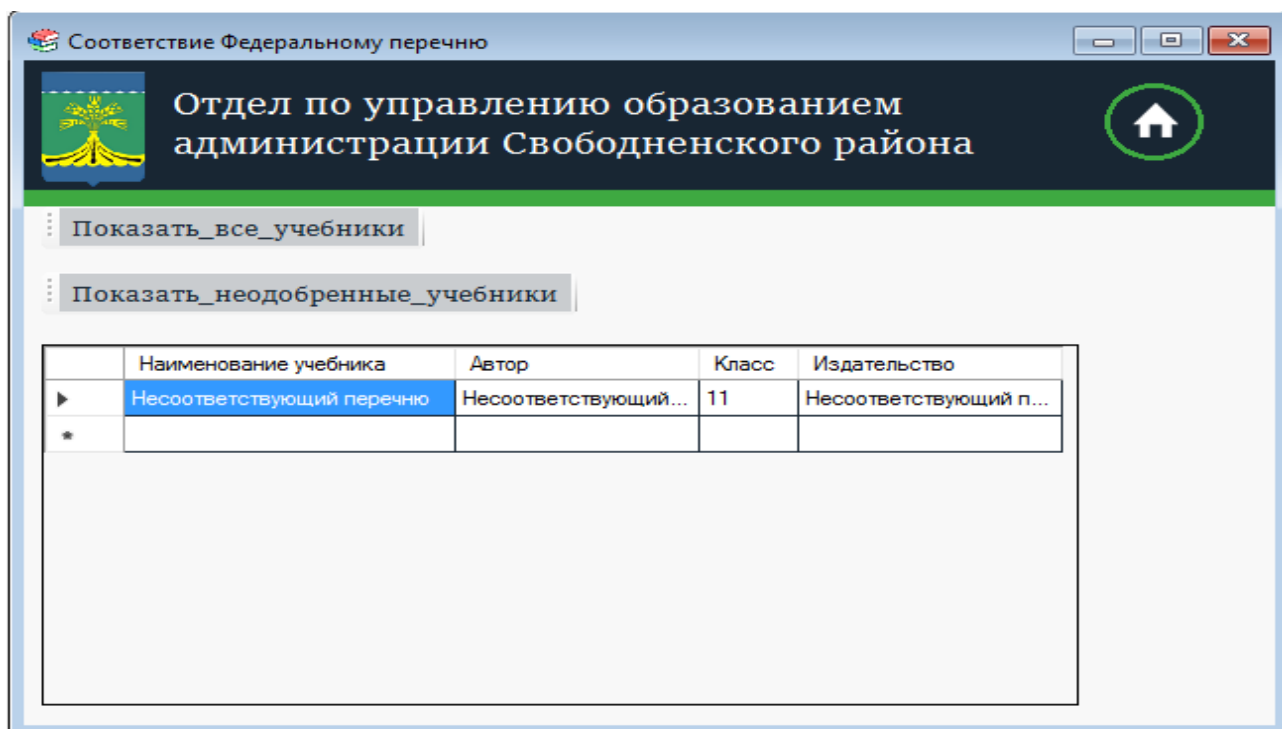 Соответствие Федеральному перечню
Отдел по управлению образованием
администрации Свободненского района
Показать_все_учебники
Показать_неодобренные_учебники
Наименование учебника Автор Класс Издательство
Несоответствующий перечню Несоответствующий... 11 Несоответствующий п...